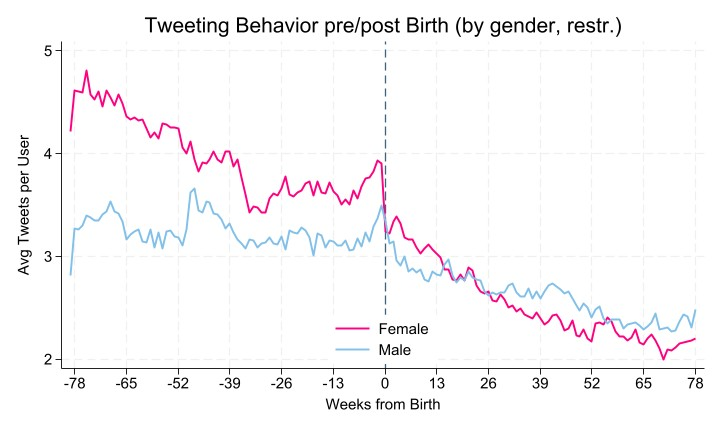 Tweeting Behavior pre/post Birth (by gender, restr.)
Avg Tweets per User
5
4
3
2
Female
Male
-78 -65 -52 -39 -26 -13 0 13 26 39 52 65 78
Weeks from Birth